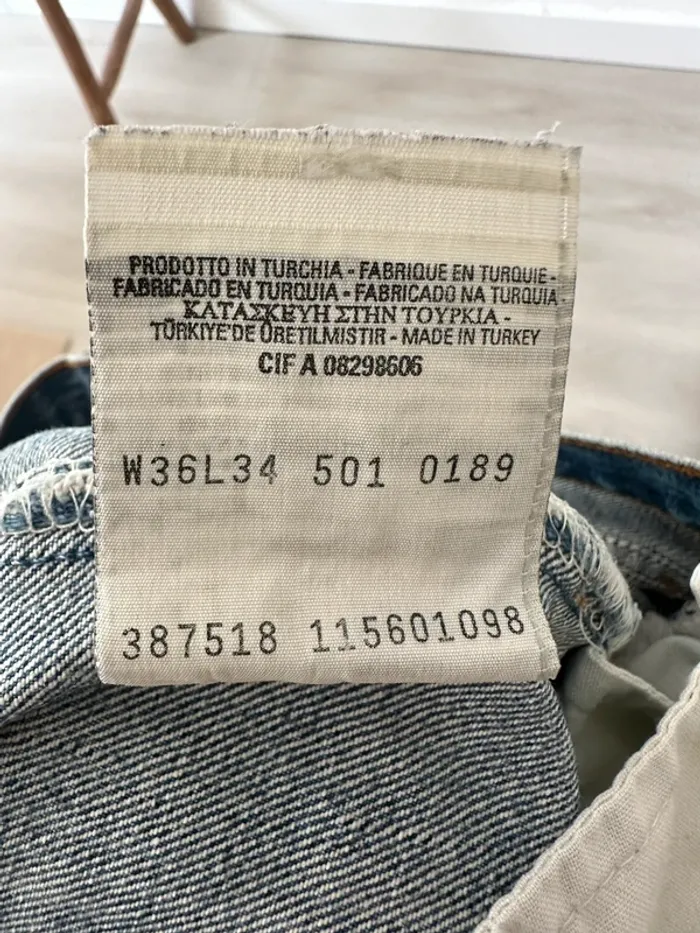 PRODOTTO IN TURCHIA - FABRIQUE EN TURQUIE -
FABRICADO EN TURQUIA - FABRICADO NA TURQUIA -
ΚΑΤΑΣΚΕΥΗ ΣΤΗΝ ΤΟΥΡΚΙΑ -
TÜRKIYE'DE ÜRETILMISTIR - MADE IN TURKEY
CIF A 08298606
W36L34 501 0189
387518 115601098